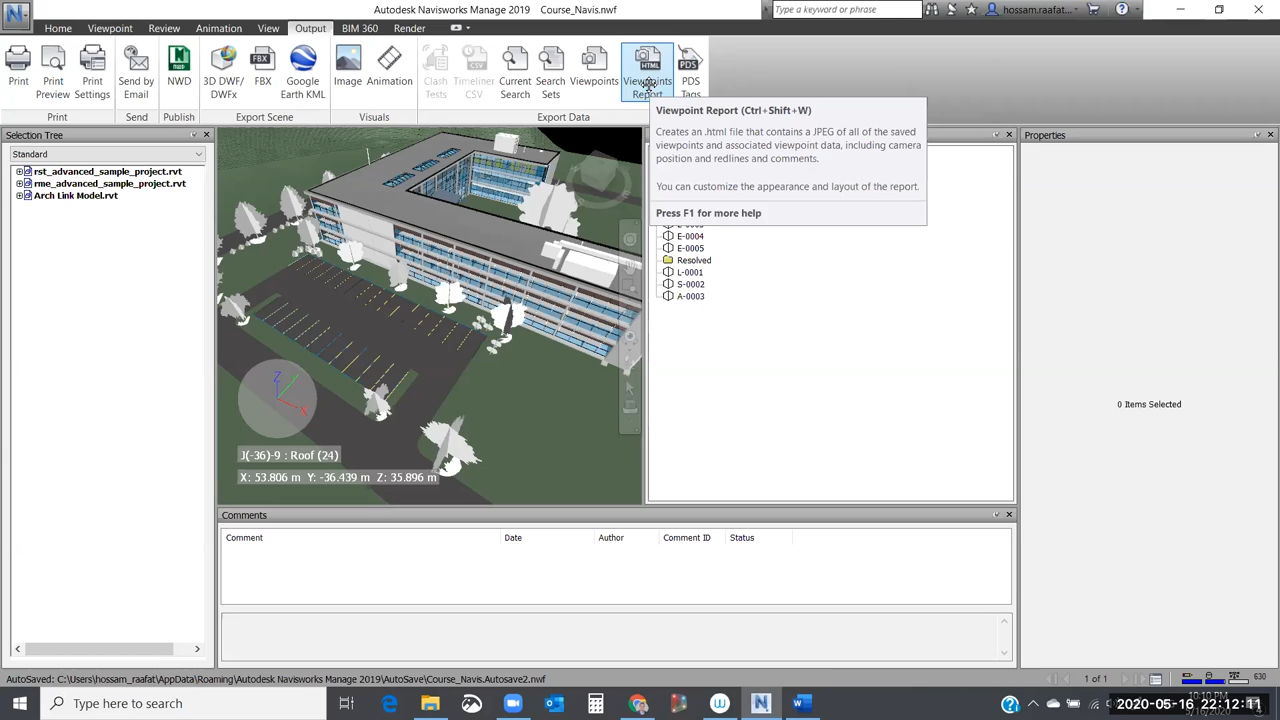 Autodesk Navisworks Manage 2019 Course_Navis.nwf
Type a keyword or phrase
hossam.raafat...
Home Viewpoint Review Animation View Output BIM 360 Render
Print
Print Preview
Print Settings
Send by Email
NWD
3D DWF/ DWFx
FBX
Google Earth KML
Image
Animation
Clash Tests
Timeliner CSV
Current Search
Search Sets
Viewpoints
Viewpoints Report
PDS Tags
Print Send Publish Export Scene Visuals Export Data
Viewpoint Report (Ctrl+Shift+W)
Creates an .html file that contains a JPEG of all of the saved
viewpoints and associated viewpoint data, including camera
position and redlines and comments.
You can customize the appearance and layout of the report.
Press F1 for more help
Selection Tree
Standard
rst_advanced_sample_project.rvt
rme_advanced_sample_project.rvt
Arch Link Model.rvt
Z
X
J(-36)-9 : Roof (24)
X: 53.806 m Y: -36.439 m Z: 35.896 m
E-0004
E-0005
Resolved
L-0001
S-0002
A-0003
Properties
0 Items Selected
Comments
Comment Date Author Comment ID Status
AutoSaved: C:\Users\hossam_raafat\AppData\Roaming\Autodesk Navisworks Manage 2019\AutoSave\Course_Navis.Autosave2.nwf
1 of 1
630
Type here to search
2020-05-16 22:12:11